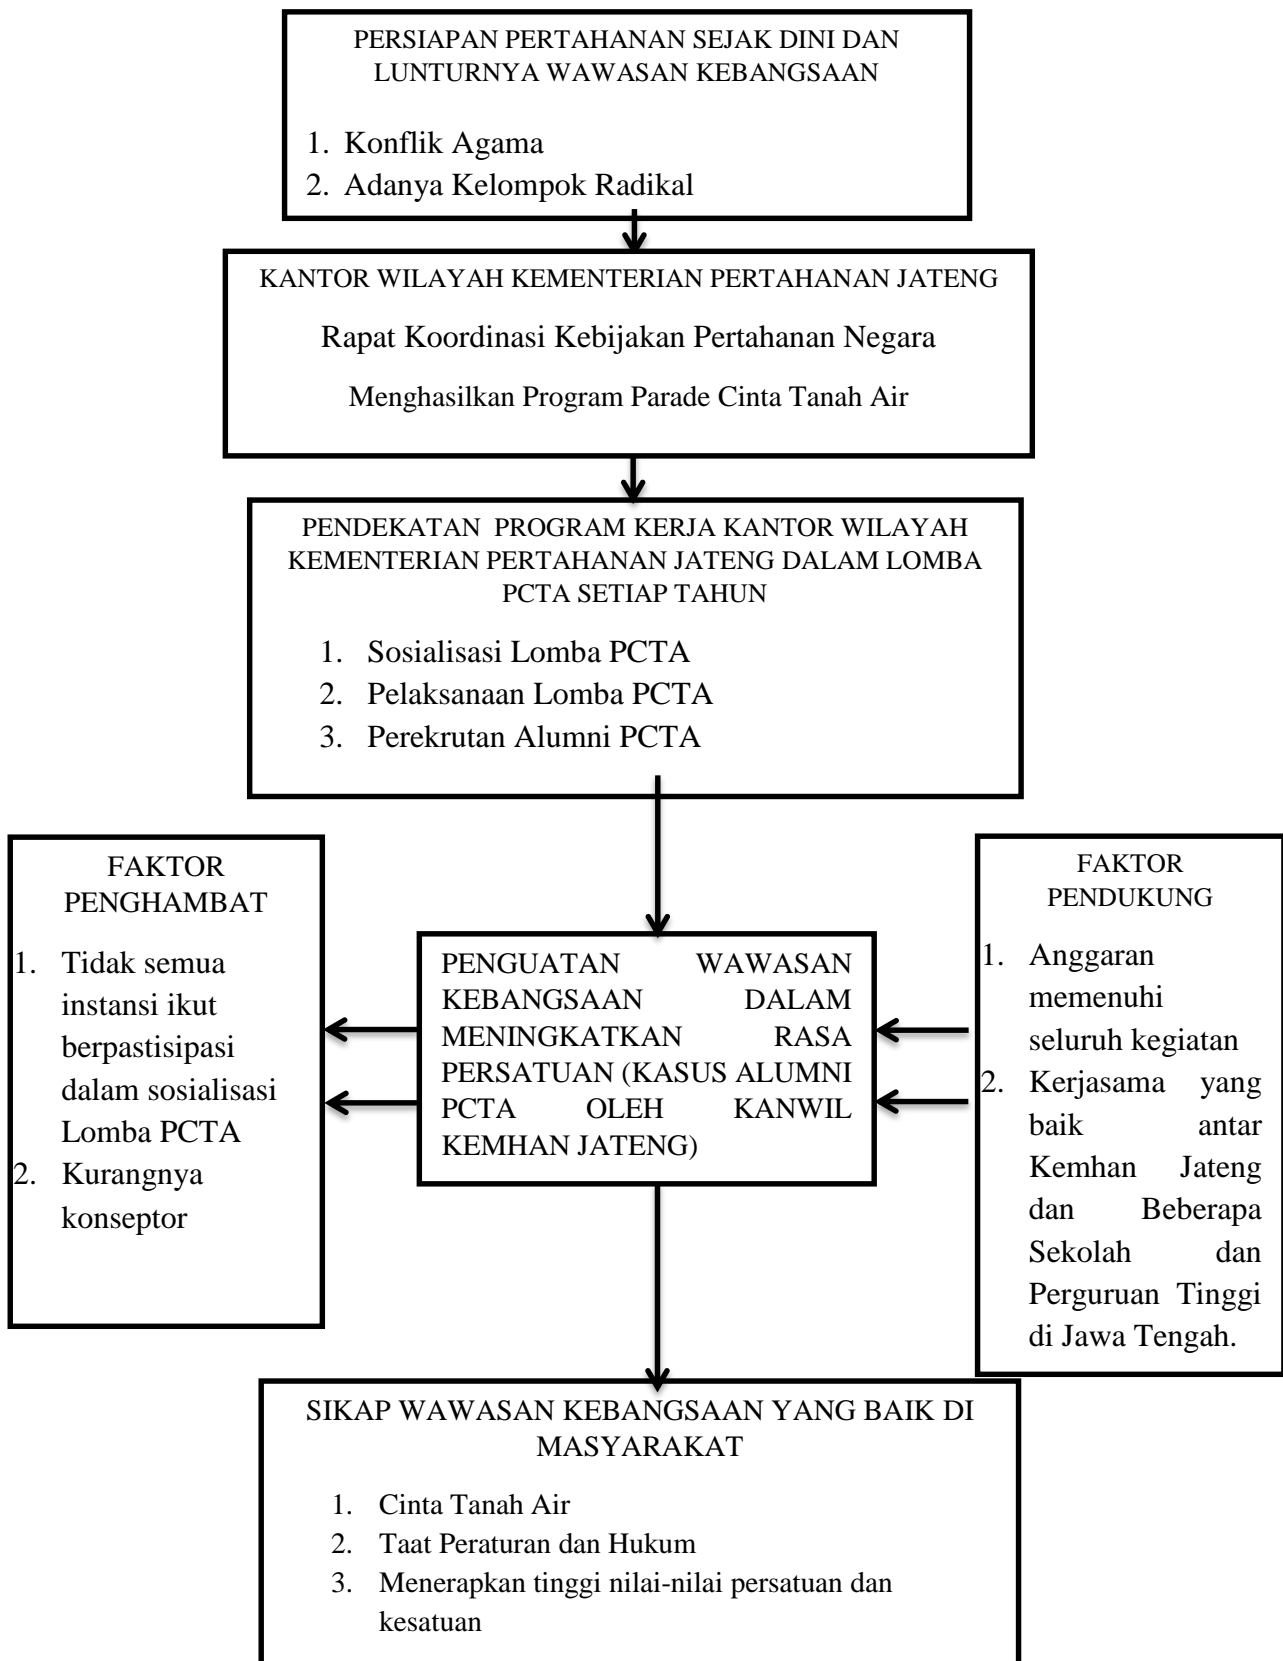 PERSIAPAN PERTAHANAN SEJAK DINI DAN
LUNTURNYA WAWASAN KEBANGSAAN
1. Konflik Agama
2. Adanya Kelompok Radikal
KANTOR WILAYAH KEMENTERIAN PERTAHANAN JATENG
Rapat Koordinasi Kebijakan Pertahanan Negara
Menghasilkan Program Parade Cinta Tanah Air
PENDEKATAN PROGRAM KERJA KANTOR WILAYAH
KEMENTERIAN PERTAHANAN JATENG DALAM LOMBA
PCTA SETIAP TAHUN
1. Sosialisasi Lomba PCTA
2. Pelaksanaan Lomba PCTA
3. Perekrutan Alumni PCTA
FAKTOR
PENGHAMBAT
1. Tidak semua
instansi ikut
berpastisipasi
dalam sosialisasi
Lomba PCTA
2. Kurangnya
konseptor
PENGUATAN WAWASAN
KEBANGSAAN DALAM
MENINGKATKAN RASA
PERSATUAN (KASUS ALUMNI
PCTA OLEH KANWIL
KEMHAN JATENG)
FAKTOR
PENDUKUNG
1. Anggaran
memenuhi
seluruh kegiatan
2. Kerjasama yang
baik antar
Kemhan Jateng
dan Beberapa
Sekolah dan
Perguruan Tinggi
di Jawa Tengah.
SIKAP WAWASAN KEBANGSAAN YANG BAIK DI
MASYARAKAT
1. Cinta Tanah Air
2. Taat Peraturan dan Hukum
3. Menerapkan tinggi nilai-nilai persatuan dan
kesatuan